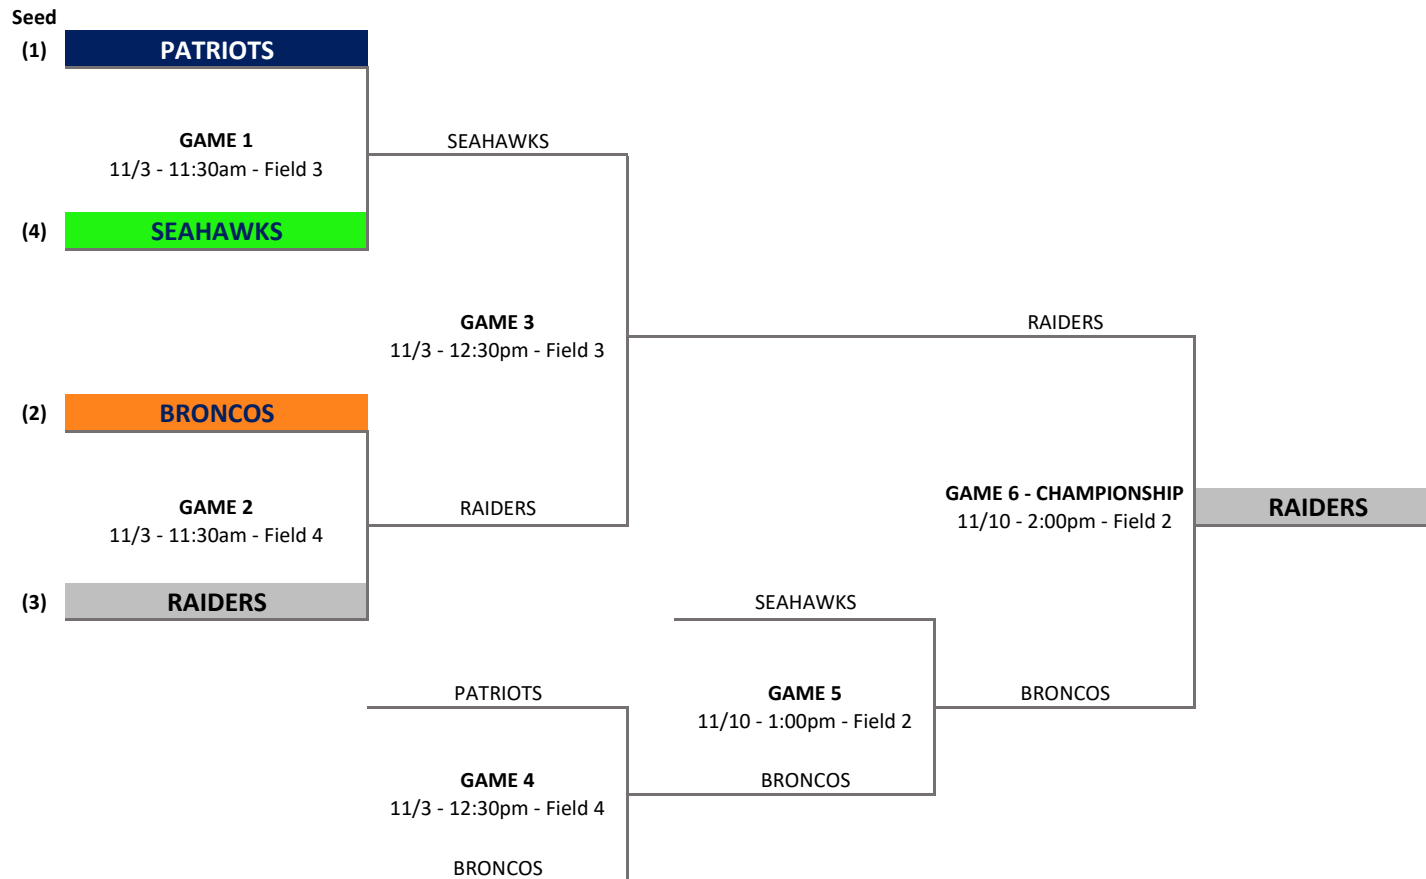 Seed
(1) PATRIOTS
GAME 1
11/3 - 11:30am - Field 3
SEAHAWKS
(4) SEAHAWKS
GAME 3
11/3 - 12:30pm - Field 3
RAIDERS
(2) BRONCOS
GAME 2
11/3 - 11:30am - Field 4
RAIDERS
GAME 6 - CHAMPIONSHIP
11/10 - 2:00pm - Field 2
RAIDERS
(3) RAIDERS
SEAHAWKS
PATRIOTS
GAME 5
11/10 - 1:00pm - Field 2
BRONCOS
GAME 4
11/3 - 12:30pm - Field 4
BRONCOS
BRONCOS